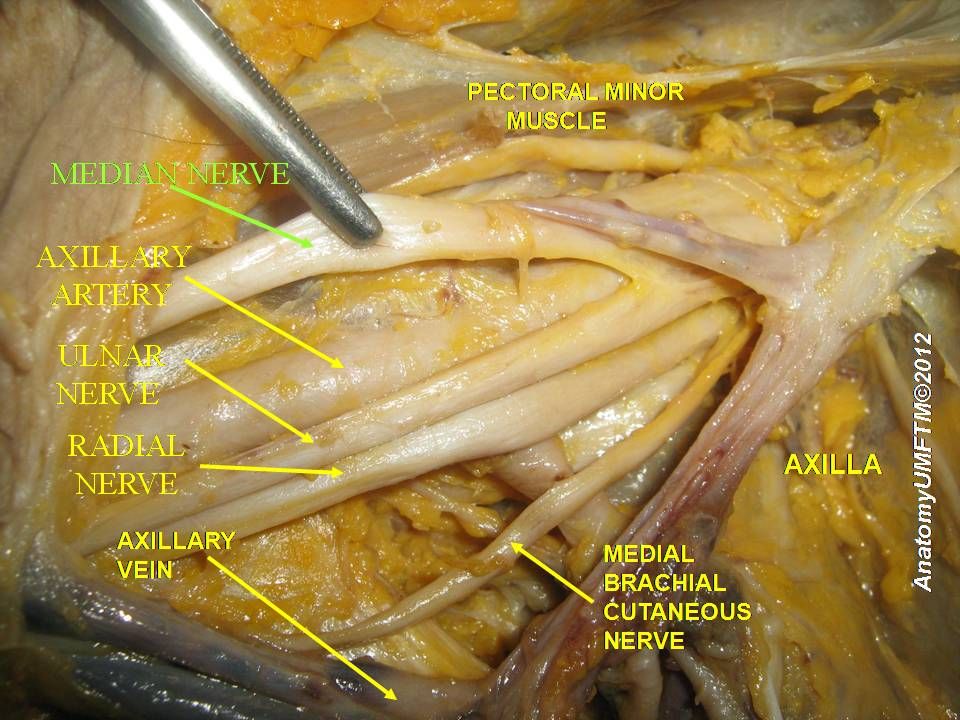 PECTORAL MINOR
MUSCLE
MEDIAN NERVE
AXILLARY
ARTERY
ULNAR
NERVE
RADIAL
NERVE
AXILLARY
VEIN
MEDIAL
BRACHIAL
CUTANEOUS
NERVE
AXILLA
AnatomyUMFTM©2012